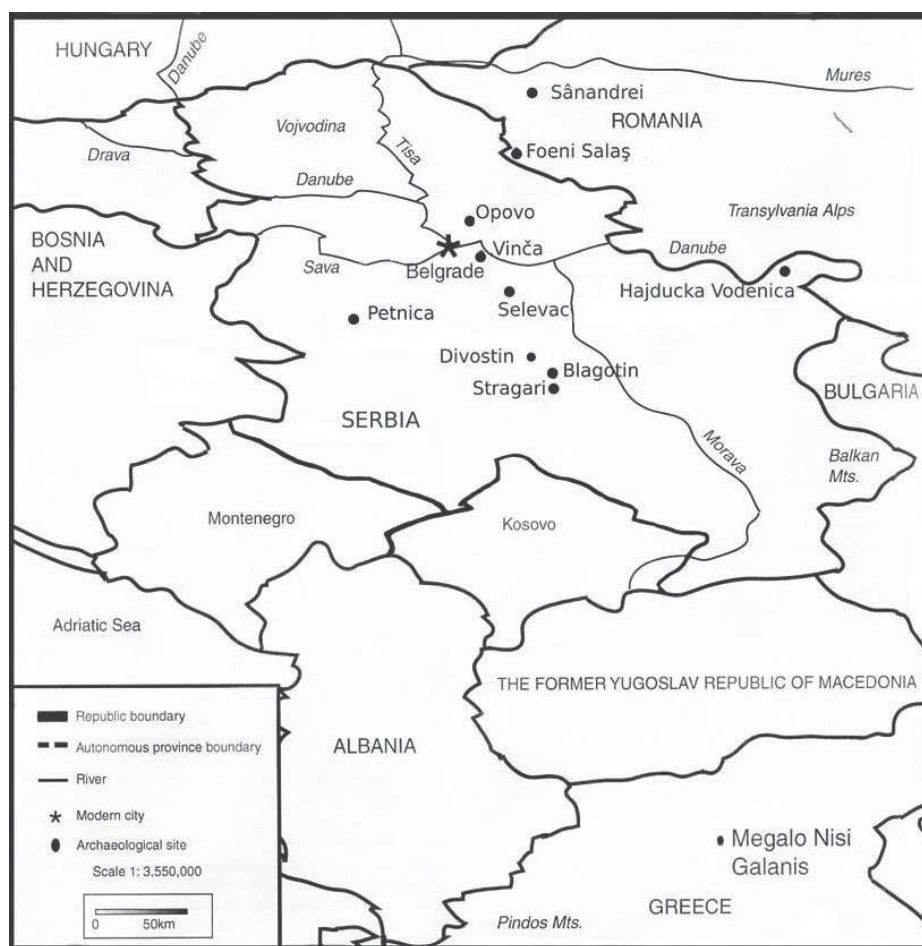 HUNGARY
Danube
Mures
Sânandrei
ROMANIA
Vojvodina
Tisa
Drava
Foeni Salaş
Danube
Opovo
Transylvania Alps
BOSNIA
AND
HERZEGOVINA
Sava
Belgrade
Vinča
Danube
Hajducka Vodenica
Petnica
Selevac
Divostin
Blagotin
Stragari
BULGARIA
SERBIA
Morava
Balkan
Mts.
Montenegro
Kosovo
Adriatic Sea
THE FORMER YUGOSLAV REPUBLIC OF MACEDONIA
ALBANIA
Republic boundary
Autonomous province boundary
River
Modern city
Archaeological site
Scale 1: 3,550,000
0 50km
Megalo Nisi
Galanis
GREECE
Pindos Mts.